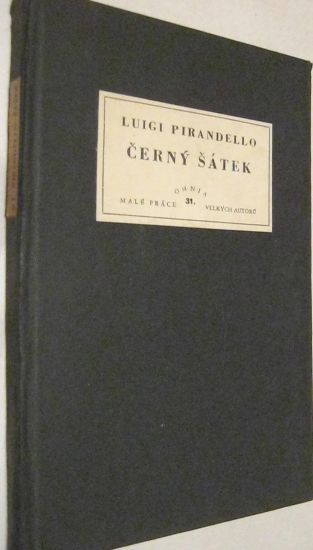 LUIGI PIRANDELLO
ČERNÝ ŠÁTEK
OMNIA
MALÉ PRÁCE 31. VELKÝCH AUTORŮ